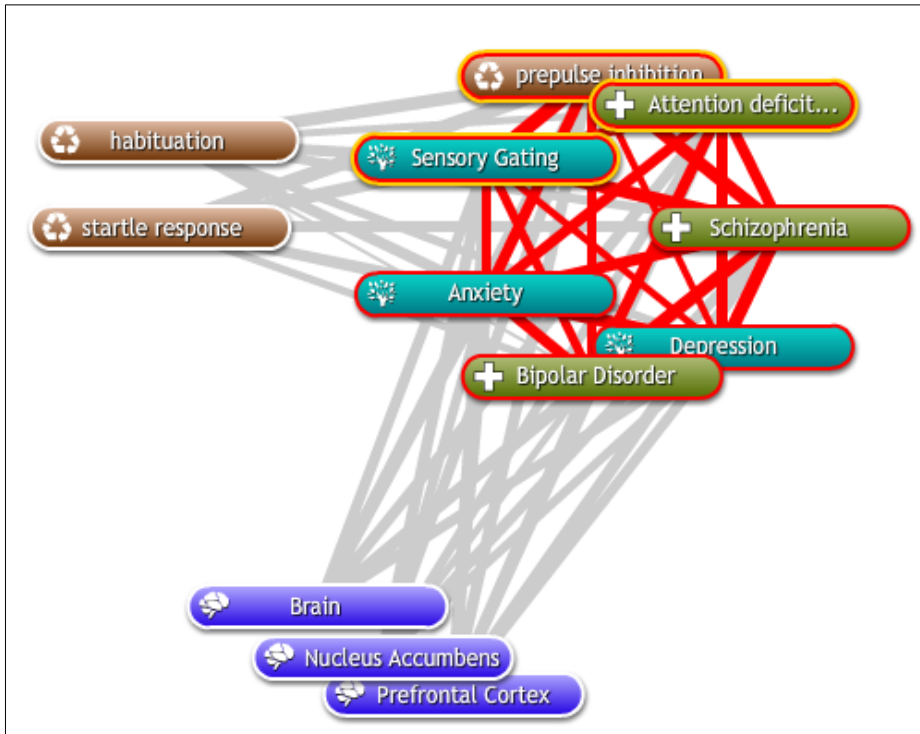 prepulse inhibition
Attention deficit...
habituation
Sensory Gating
startle response
Schizophrenia
Anxiety
Depression
Bipolar Disorder
Brain
Nucleus Accumbens
Prefrontal Cortex